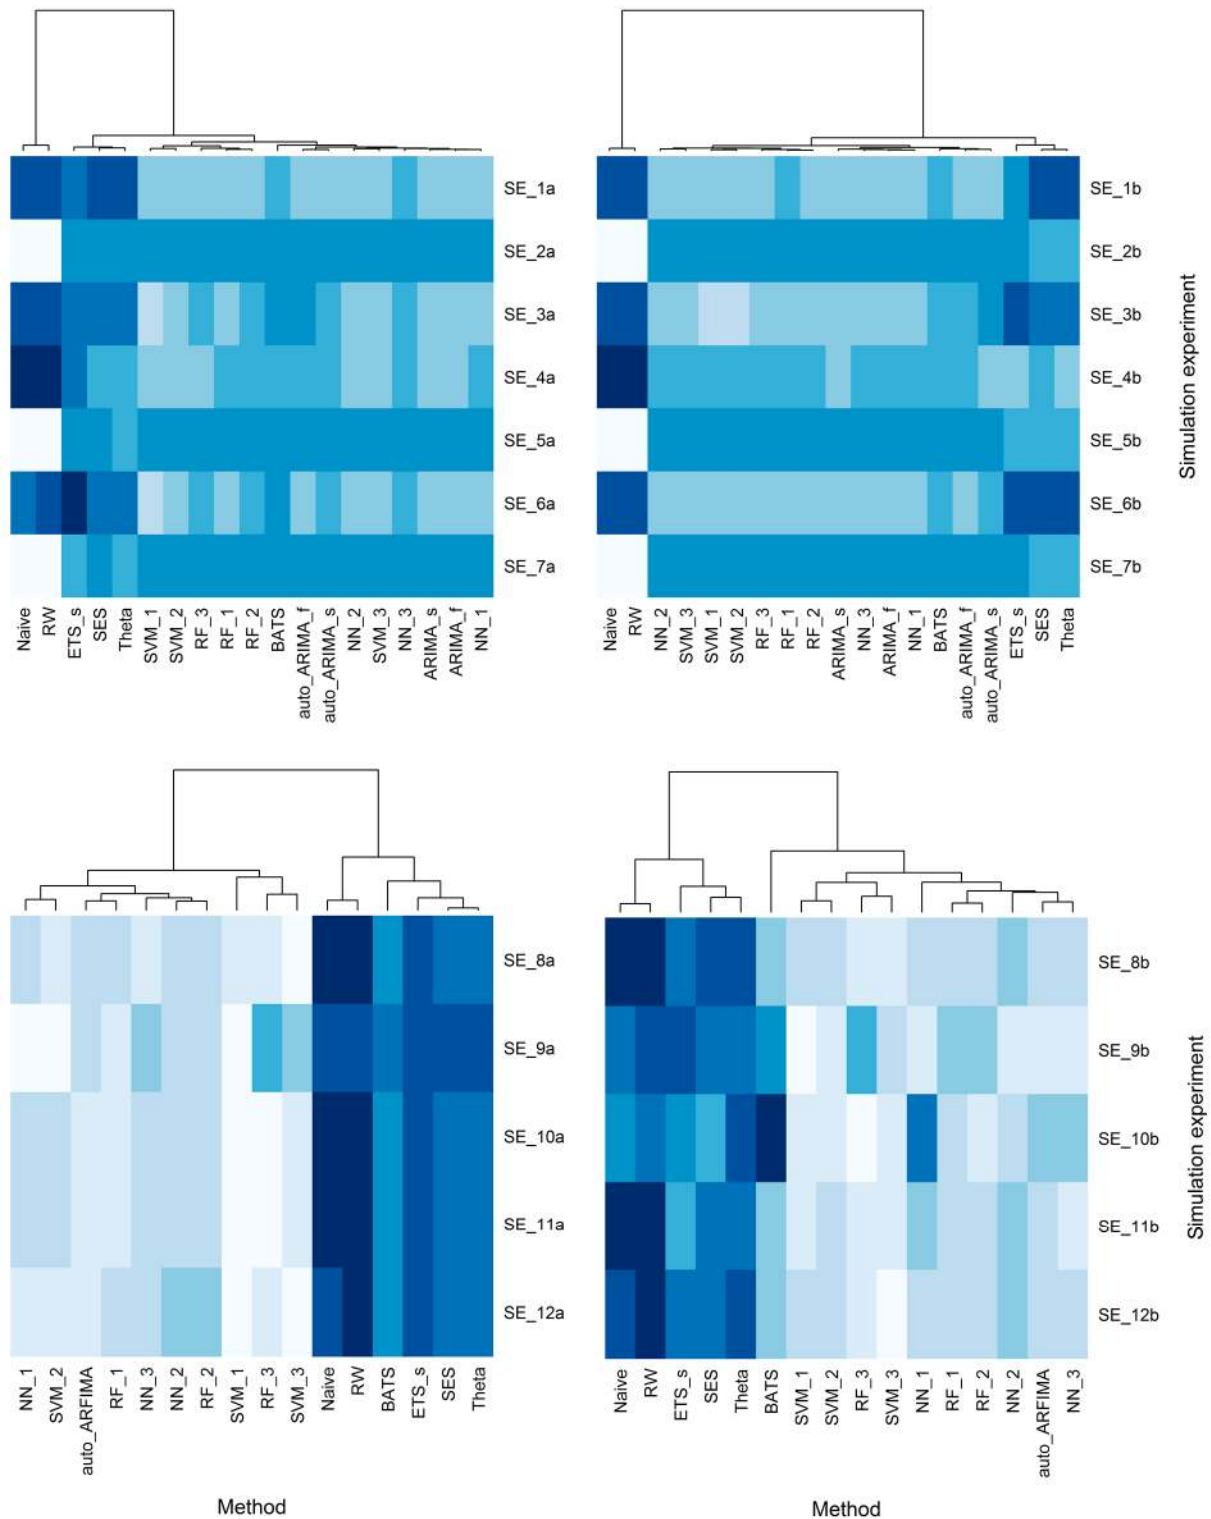 SE_1a
SE_2a
SE_3a
SE_4a
SE_5a
SE_6a
SE_7a
Naive
RW
ETS_s
SES
Theta
SVM_1
SVM_2
RF_3
RF_1
RF_2
BATS
auto_ARIMA_f
auto_ARIMA_s
NN_2
SVM_3
NN_3
ARIMA_s
ARIMA_f
NN_1
SE_1b
SE_2b
SE_3b
SE_4b
SE_5b
SE_6b
SE_7b
Simulation experiment
Naive
RW
NN_2
SVM_3
SVM_1
SVM_2
RF_3
RF_1
RF_2
ARIMA_s
NN_3
ARIMA_f
NN_1
BATS
auto_ARIMA_f
auto_ARIMA_s
ETS_s
SES
Theta
SE_8a
SE_9a
SE_10a
SE_11a
SE_12a
NN_1
SVM_2
auto_ARFIMA
RF_1
NN_3
NN_2
RF_2
SVM_1
RF_3
SVM_3
Naive
RW
BATS
ETS_s
SES
Theta
Method
SE_8b
SE_9b
SE_10b
SE_11b
SE_12b
Simulation experiment
Naive
RW
ETS_s
SES
Theta
BATS
SVM_1
SVM_2
RF_3
SVM_3
NN_1
RF_1
RF_2
NN_2
auto_ARFIMA
NN_3
Method